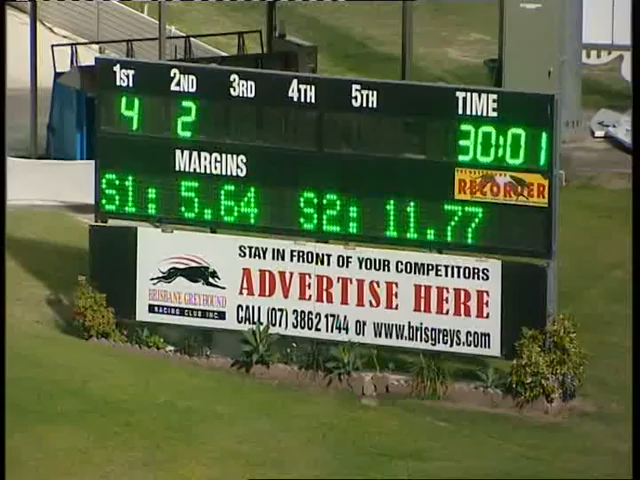 1ST 2ND 3RD 4TH 5TH TIME
4 2 30:01
MARGINS
RECORDER
S1: 5.64 S2: 11.77
STAY IN FRONT OF YOUR COMPETITORS
ADVERTISE HERE
BRISBANE GREYHOUND
RACING CLUB INC.
CALL (07) 3862 1744 or www.brisgreys.com